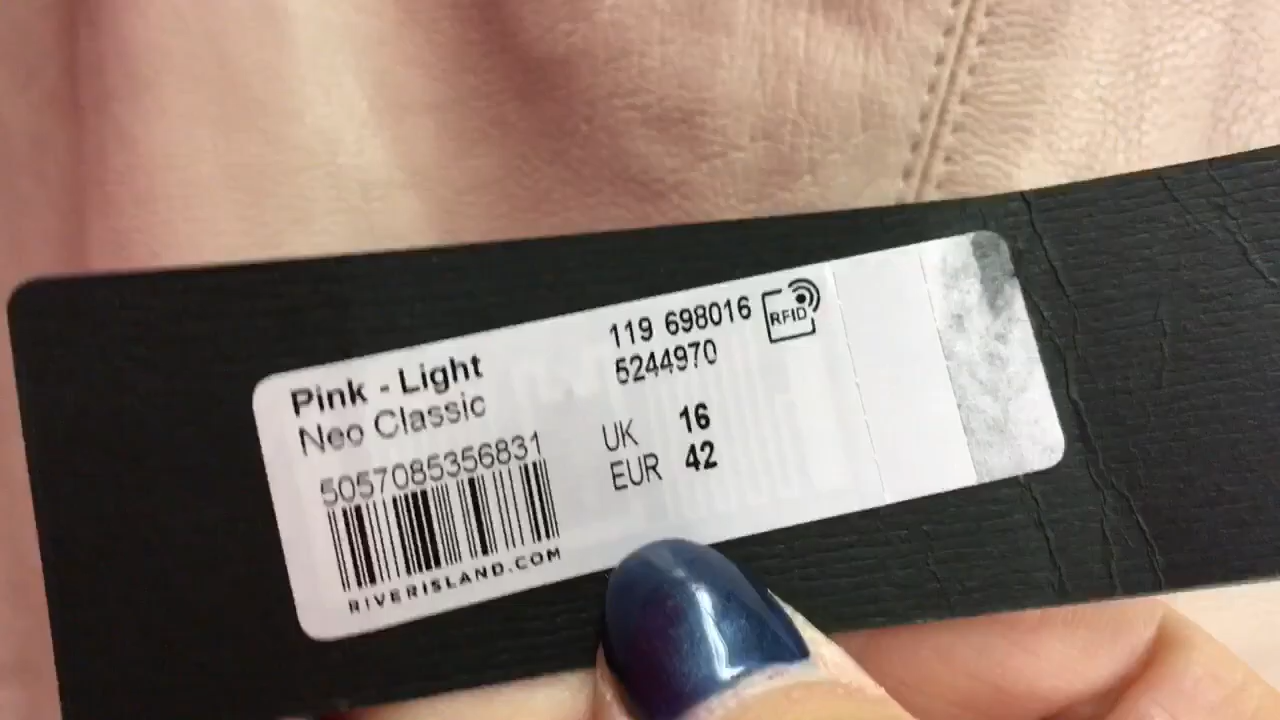 Pink - Light
Neo Classic
5057085356831
RIVERISLAND.COM
119 698016
RFID
5244970
UK 16
EUR 42